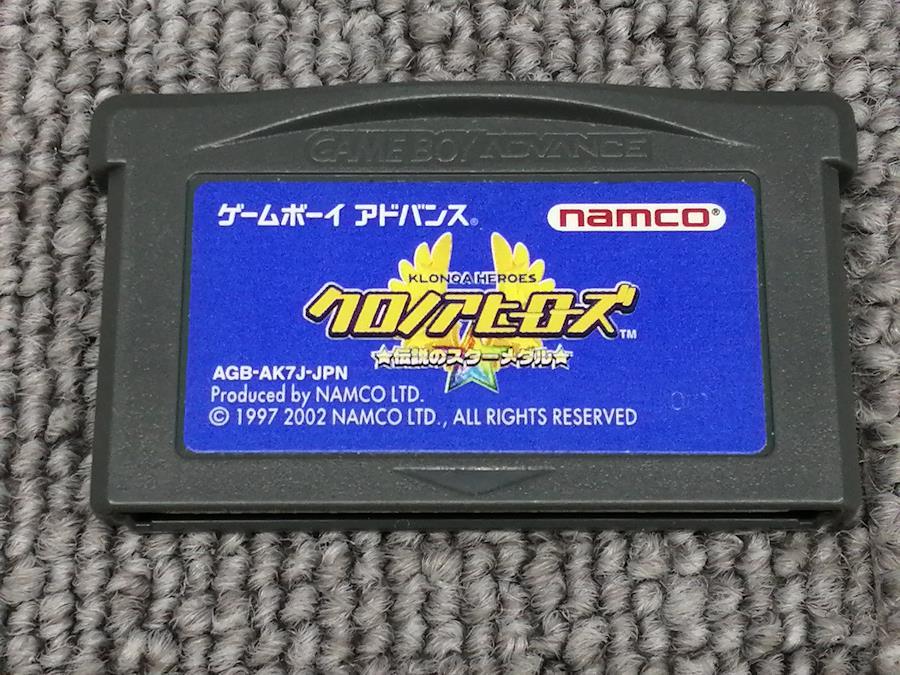 GAME BOY ADVANCE
ゲームボーイ アドバンス®
namco®
KLONOA HEROES
クロノアヒーローズ™
☆伝説のスターメダル☆
AGB-AK7J-JPN
Produced by NAMCO LTD.
© 1997 2002 NAMCO LTD., ALL RIGHTS RESERVED